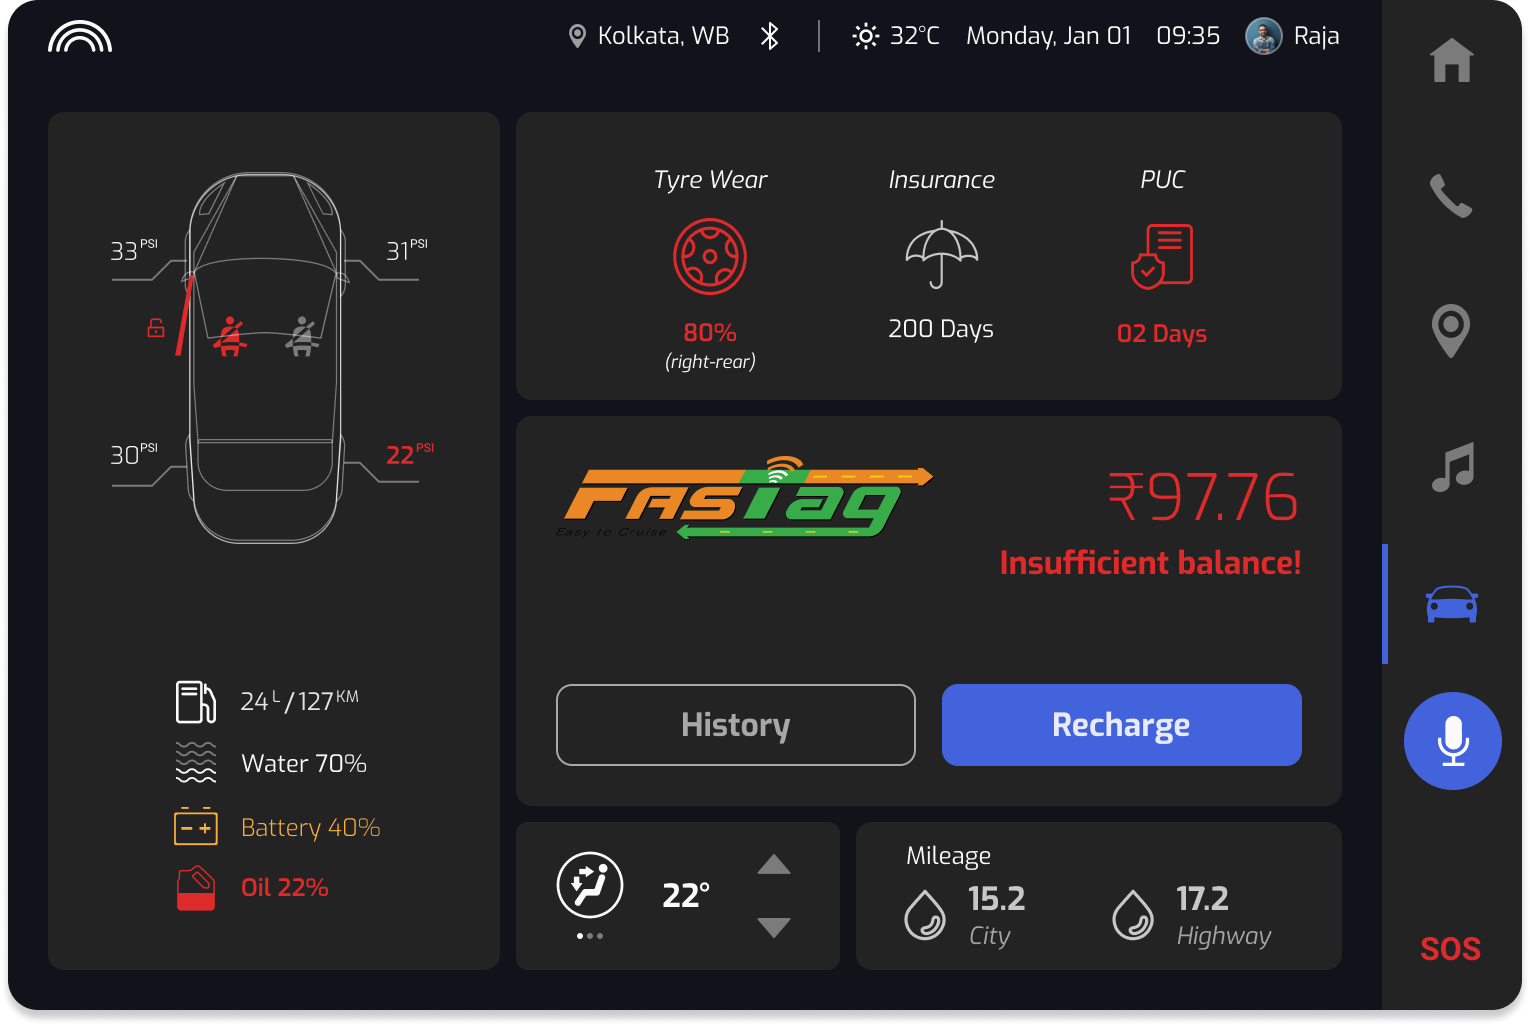 Kolkata, WB
32°C
Monday, Jan 01
09:35
Raja
33 PSI
31 PSI
30 PSI
22 PSI
24 L / 127 KM
Water 70%
Battery 40%
Oil 22%
Tyre Wear
80%
(right-rear)
Insurance
200 Days
PUC
02 Days
FASTag
Easy to Cruise
₹97.76
Insufficient balance!
History
Recharge
22°
Mileage
15.2
City
17.2
Highway
SOS